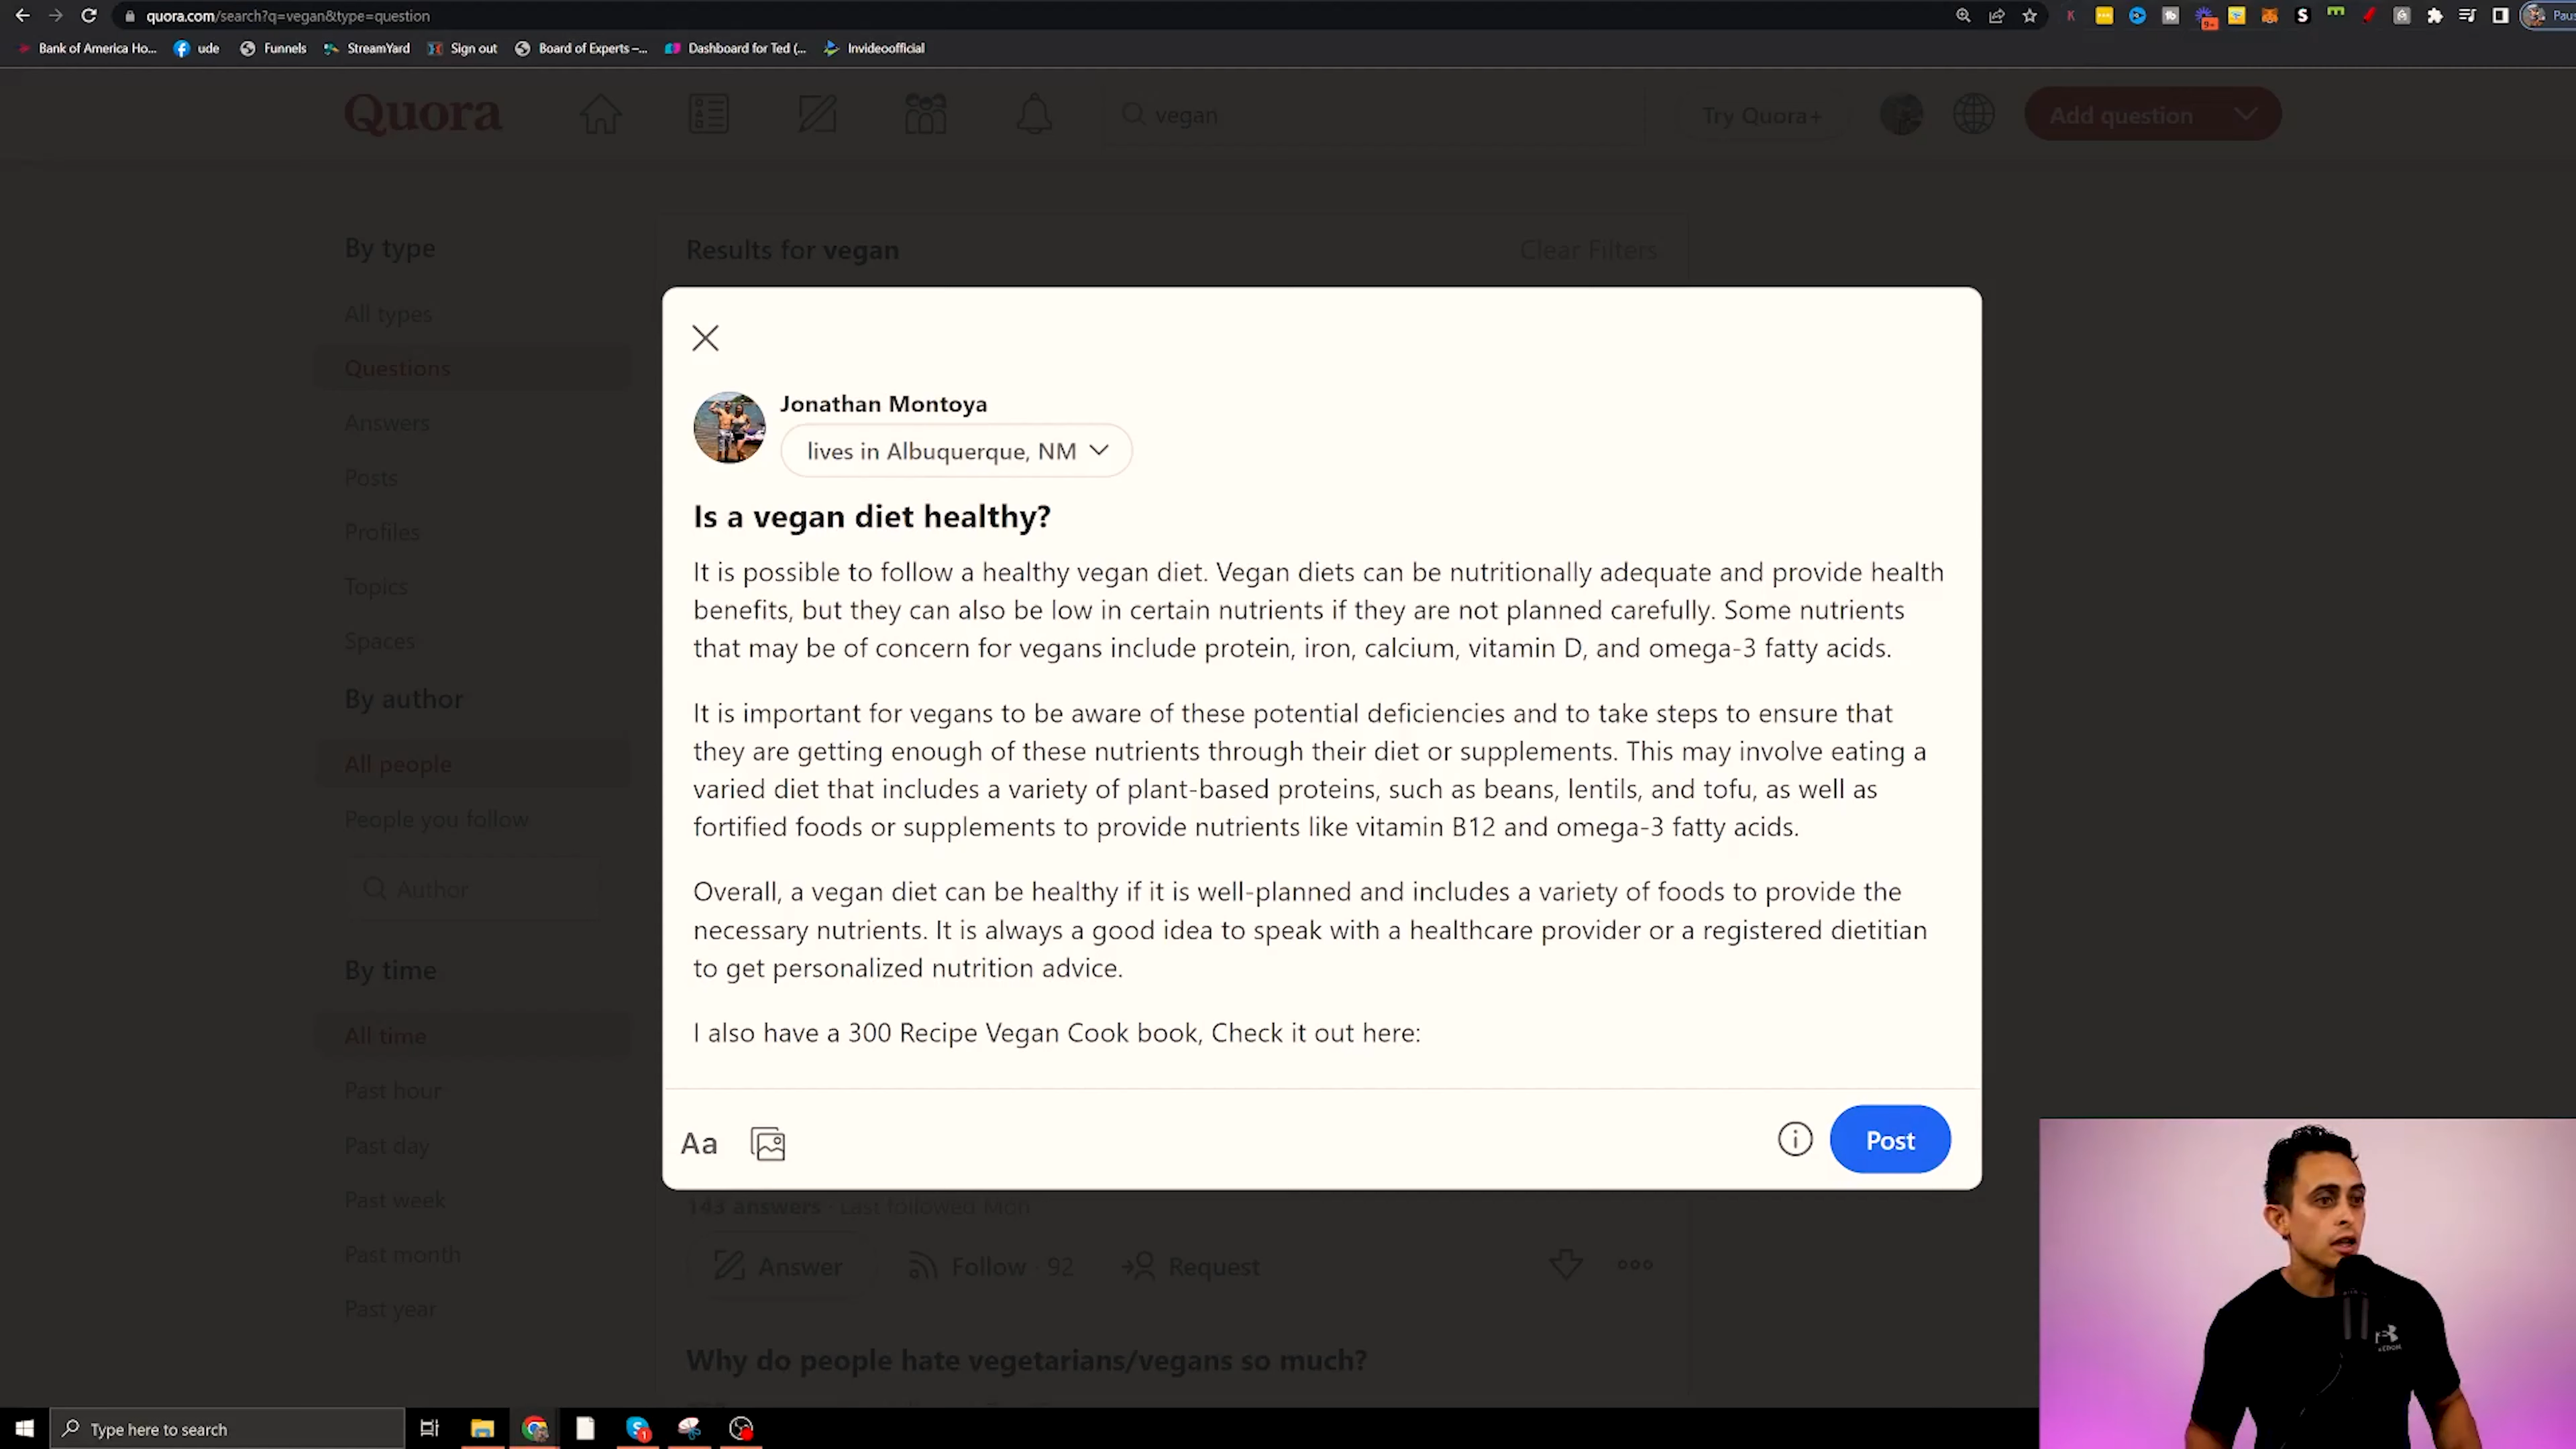 quora.com/search?q=vegan&type=question
Paus
Bank of America Ho...
ude
Funnels
StreamYard
Sign out
Board of Experts –...
Dashboard for Ted (...
Invideoofficial
Quora
vegan
Try Quora+
Add question
By type
Results for vegan
Clear Filters
All types
Questions
Answers
Posts
Profiles
Topics
Spaces
By author
All people
People you follow
Author
By time
All time
Past hour
Past day
Past week
Past month
Past year
Jonathan Montoya
lives in Albuquerque, NM
Is a vegan diet healthy?
It is possible to follow a healthy vegan diet. Vegan diets can be nutritionally adequate and provide health
benefits, but they can also be low in certain nutrients if they are not planned carefully. Some nutrients
that may be of concern for vegans include protein, iron, calcium, vitamin D, and omega-3 fatty acids.
It is important for vegans to be aware of these potential deficiencies and to take steps to ensure that
they are getting enough of these nutrients through their diet or supplements. This may involve eating a
varied diet that includes a variety of plant-based proteins, such as beans, lentils, and tofu, as well as
fortified foods or supplements to provide nutrients like vitamin B12 and omega-3 fatty acids.
Overall, a vegan diet can be healthy if it is well-planned and includes a variety of foods to provide the
necessary nutrients. It is always a good idea to speak with a healthcare provider or a registered dietitian
to get personalized nutrition advice.
I also have a 300 Recipe Vegan Cook book, Check it out here:
Aa
Post
143 answers · Last followed Mon
Answer
Follow · 92
Request
Why do people hate vegetarians/vegans so much?
Type here to search